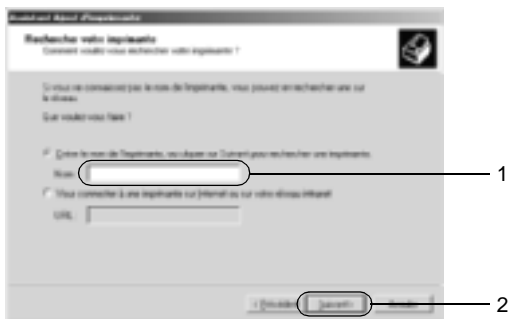 Assistant Ajout d'imprimante
Rechercher votre imprimante
Comment voulez-vous rechercher votre imprimante ?
Si vous ne connaissez pas le nom de l'imprimante, vous pouvez en rechercher une sur
le réseau.
Que voulez-vous faire ?
Entrer le nom de l'imprimante, ou cliquer sur Suivant pour rechercher une imprimante.
Nom :
1
Vous connecter à une imprimante sur Internet ou sur votre réseau intranet
URL :
< Précédent
Suivant >
Annuler
2